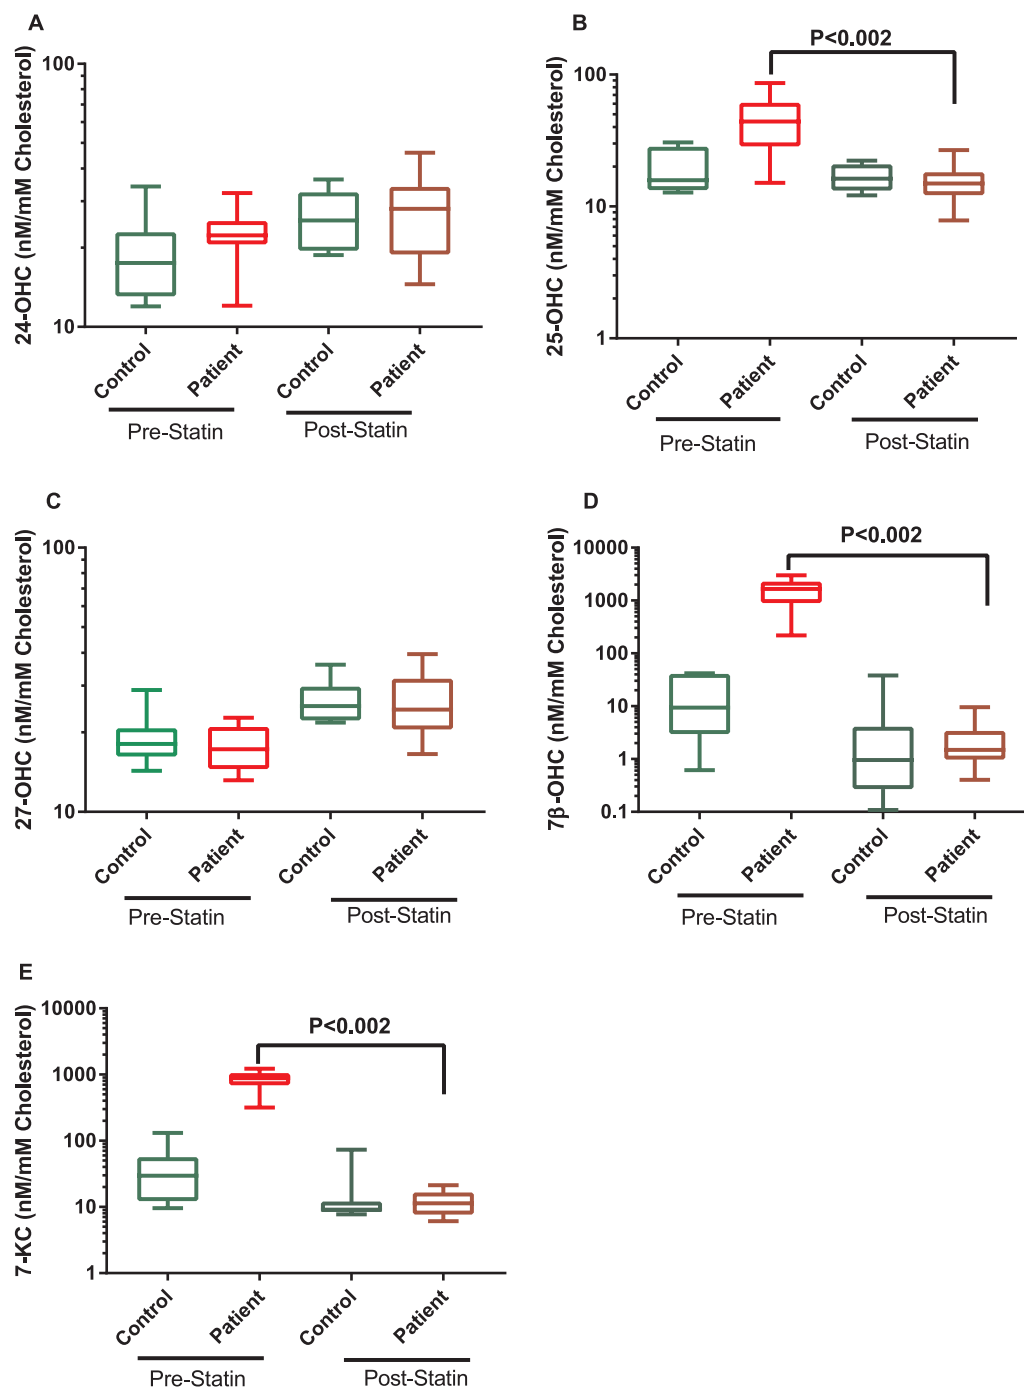 A
24-OHC (nM/mM Cholesterol)
100
10
Control
Patient
Control
Patient
Pre-Statin
Post-Statin
B
P<0.002
25-OHC (nM/mM Cholesterol)
100
10
1
Control
Patient
Control
Patient
Pre-Statin
Post-Statin
C
27-OHC (nM/mM Cholesterol)
100
10
Control
Patient
Control
Patient
Pre-Statin
Post-Statin
D
P<0.002
7β-OHC (nM/mM Cholesterol)
10000
1000
100
10
1
0.1
Control
Patient
Control
Patient
Pre-Statin
Post-Statin
E
P<0.002
7-KC (nM/mM Cholesterol)
10000
1000
100
10
1
Control
Patient
Control
Patient
Pre-Statin
Post-Statin